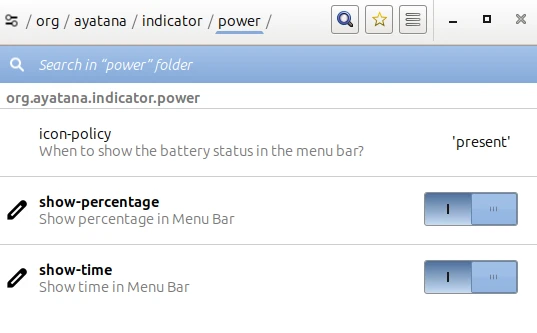 / org / ayatana / indicator / power /
Search in “power” folder
org.ayatana.indicator.power
icon-policy
When to show the battery status in the menu bar?
'present'
show-percentage
Show percentage in Menu Bar
show-time
Show time in Menu Bar